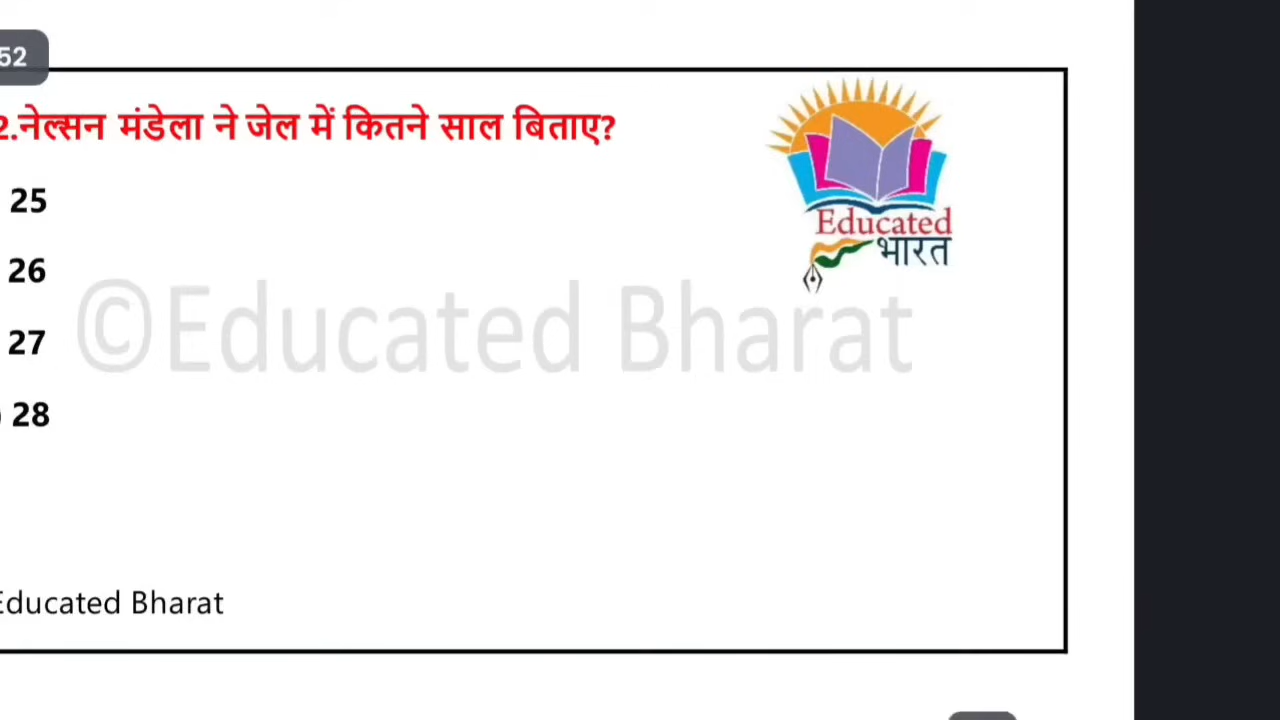 52
2.नेल्सन मंडेला ने जेल में कितने साल बिताए?
Educated
भारत
25
26
©Educated Bharat
27
) 28
Educated Bharat